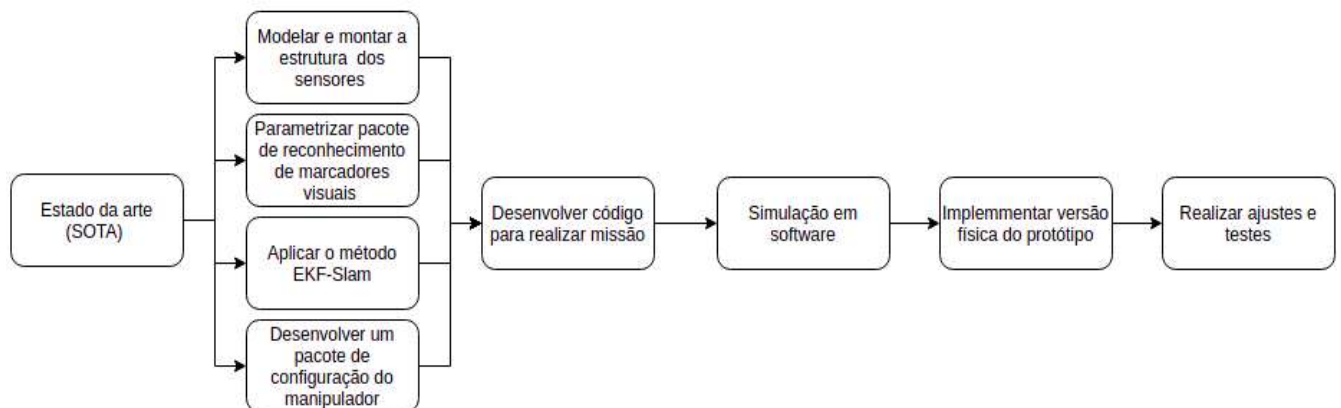 Estado da arte
(SOTA)
Modelar e montar a
estrutura dos
sensores
Parametrizar pacote
de reconhecimento
de marcadores
visuais
Aplicar o método
EKF-Slam
Desenvolver um
pacote de
configuração do
manipulador
Desenvolver código
para realizar missão
Simulação em
software
Implemmentar versão
física do protótipo
Realizar ajustes e
testes